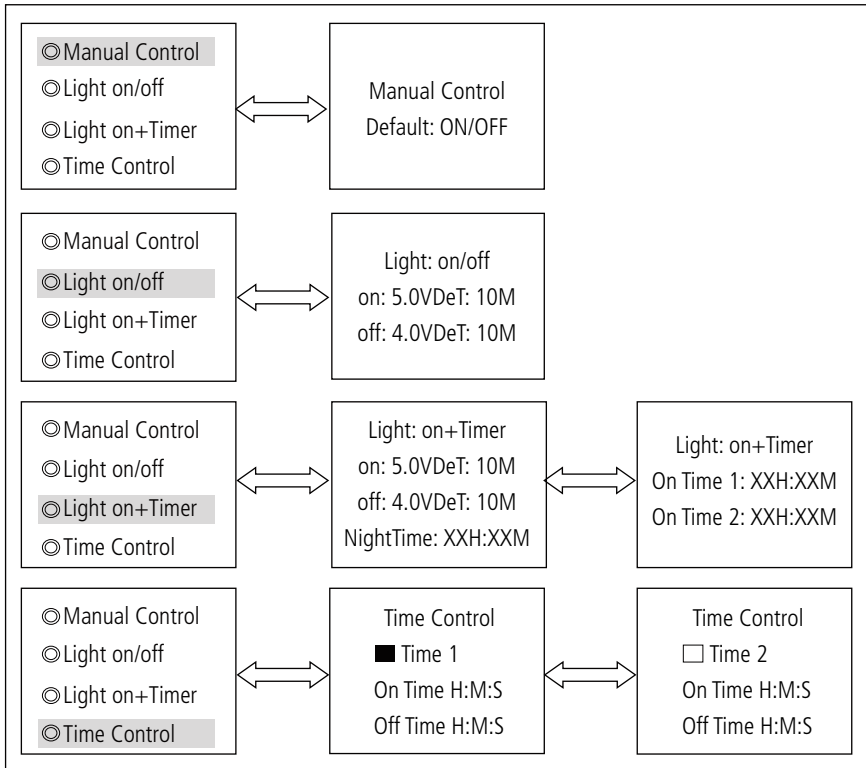 ◎Manual Control
◎Light on/off
◎Light on+Timer
◎Time Control
Manual Control
Default: ON/OFF
◎Manual Control
◎Light on/off
◎Light on+Timer
◎Time Control
Light: on/off
on: 5.0VDeT: 10M
off: 4.0VDeT: 10M
◎Manual Control
◎Light on/off
◎Light on+Timer
◎Time Control
Light: on+Timer
on: 5.0VDeT: 10M
off: 4.0VDeT: 10M
NightTime: XXH:XXM
Light: on+Timer
On Time 1: XXH:XXM
On Time 2: XXH:XXM
◎Manual Control
◎Light on/off
◎Light on+Timer
◎Time Control
Time Control
■ Time 1
On Time H:M:S
Off Time H:M:S
Time Control
□ Time 2
On Time H:M:S
Off Time H:M:S